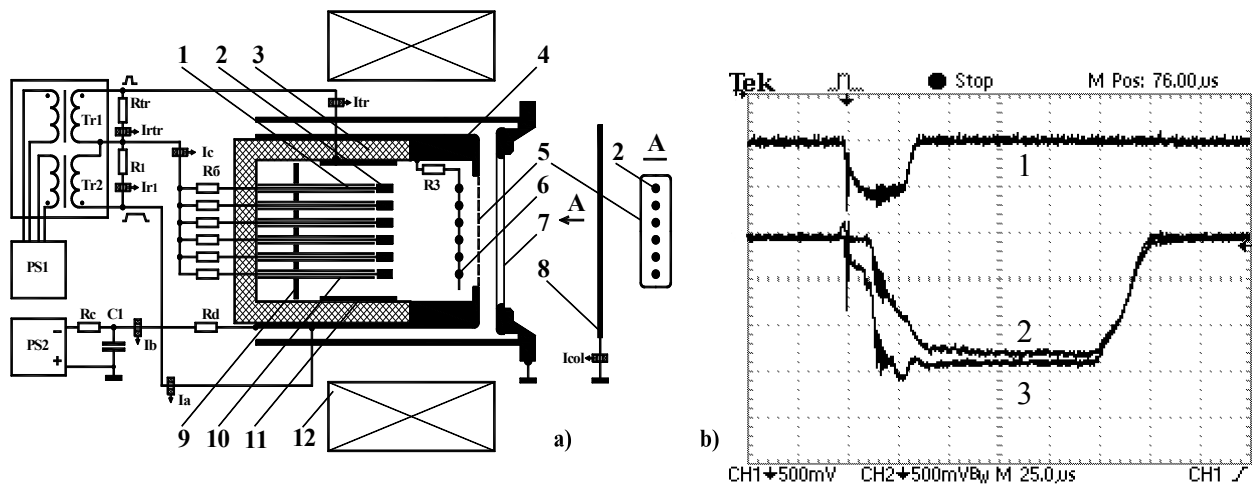 1 2 3 4
Rtr
Tr1
Irtr
Itr
Ic
R1
Ir1
Tr2
Rб
R3
5
6
7
8
A
A
2
PS1
PS2
Rc C1
Rd
Ib
Ia
Icol
9 10 11 12
a)
b)
Tek Stop M Pos: 76.00µs
1
2
3
CH1 500mV CH2 500mVBW M 25.0µs CH1